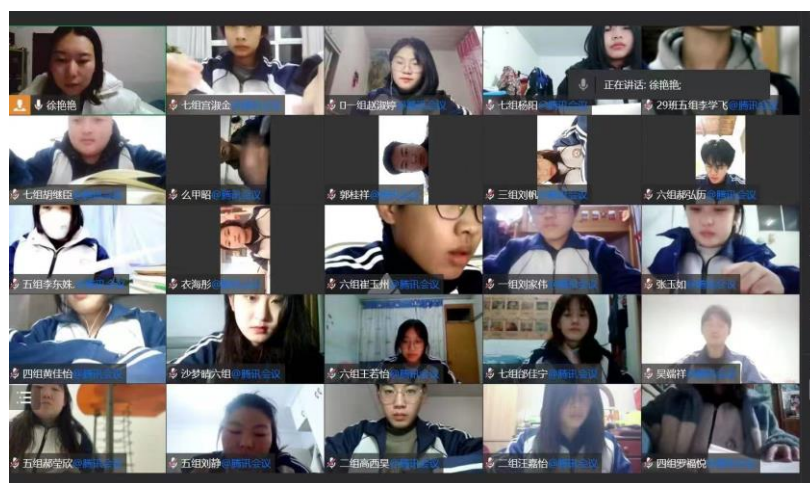 徐艳艳
七组宫淑金@腾讯会议
0一组赵淑婷@腾讯会议
七组杨阳@腾讯会议
29班五组李学飞@腾讯会议
正在讲话: 徐艳艳;
七组胡继臣@腾讯会议
么甲昭@腾讯会议
郭桂祥@腾讯会议
三组刘帆@腾讯会议
六组郝弘历@腾讯会议
五组李东姝.@腾讯会议
衣海彤@腾讯会议
六组崔玉州@腾讯会议
一组刘家伟@腾讯会议
张玉如@腾讯会议
四组黄佳怡@腾讯会议
沙梦晴六组@腾讯会议
六组王若怡@腾讯会议
七组邰佳宁@腾讯会议
吴端祥@腾讯会议
五组郝莹欣@腾讯会议
五组刘静@腾讯会议
二组高西昊@腾讯会议
二组汪嘉怡@腾讯会议
四组罗福悦@腾讯会议